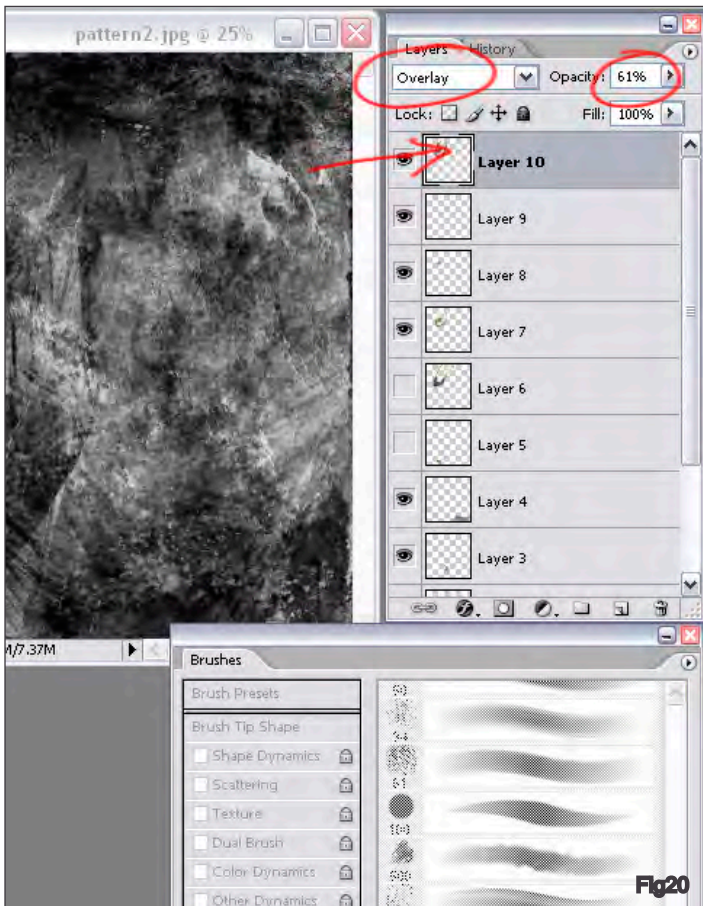 pattern2.jpg @ 25%
Layers History
Overlay Opacity: 61%
Lock: Fill: 100%
Layer 10
Layer 9
Layer 8
Layer 7
Layer 6
Layer 5
Layer 4
Layer 3
M/7.37M
Brushes
Brush Presets
Brush Tip Shape
Shape Dynamics
Scattering
Texture
Dual Brush
Color Dynamics
Other Dynamics
Fig20